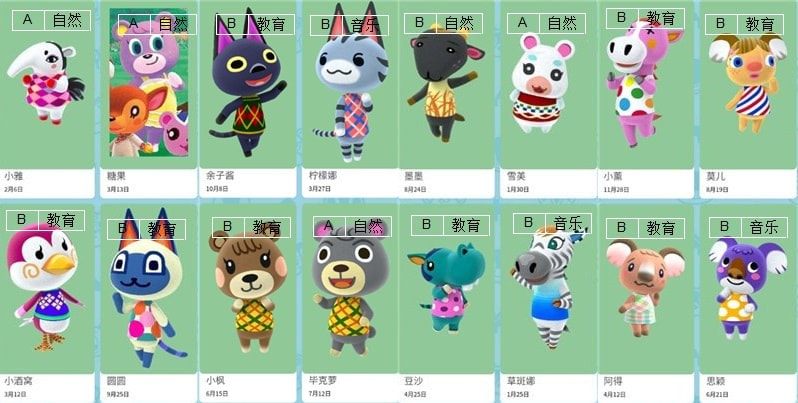 A 自然
A 自然
B 教育
B 音乐
B 自然
A 自然
B 教育
小雅
2月6日
糖果
3月13日
余子酱
10月8日
柠檬娜
3月27日
墨墨
8月24日
雪美
1月30日
小薰
11月28日
莫儿
8月19日
B 教育
B 教育
B 教育
A 自然
B 教育
B 音乐
B 教育
B 音乐
小酒窝
3月12日
圆圆
9月25日
小枫
6月15日
毕克萝
7月12日
豆沙
4月25日
草斑娜
1月25日
阿得
4月12日
思颖
6月21日